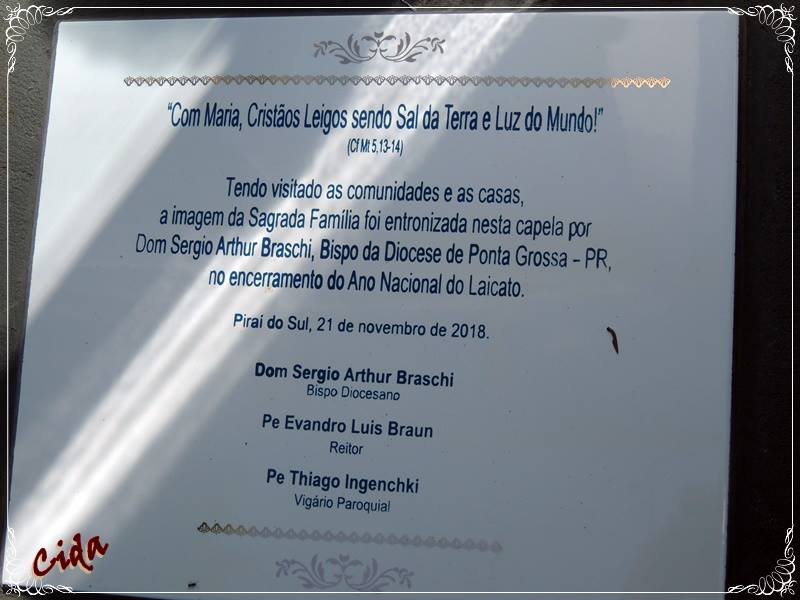 “Com Maria, Cristãos Leigos sendo Sal da Terra e Luz do Mundo!”
(Cf Mt 5,13-14)
Tendo visitado as comunidades e as casas,
a imagem da Sagrada Família foi entronizada nesta capela por
Dom Sergio Arthur Braschi, Bispo da Diocese de Ponta Grossa – PR,
no encerramento do Ano Nacional do Laicato.
Piraí do Sul, 21 de novembro de 2018.
Dom Sergio Arthur Braschi
Bispo Diocesano
Pe Evandro Luis Braun
Reitor
Pe Thiago Ingenchki
Vigário Paroquial
Cida